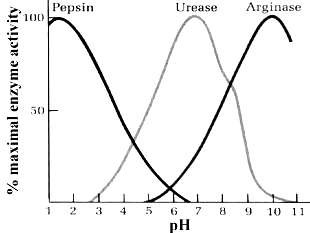 Pepsin Urease Arginase
100
50
% maximal enzyme activity
1 2 3 4 5 6 7 8 9 10 11
pH